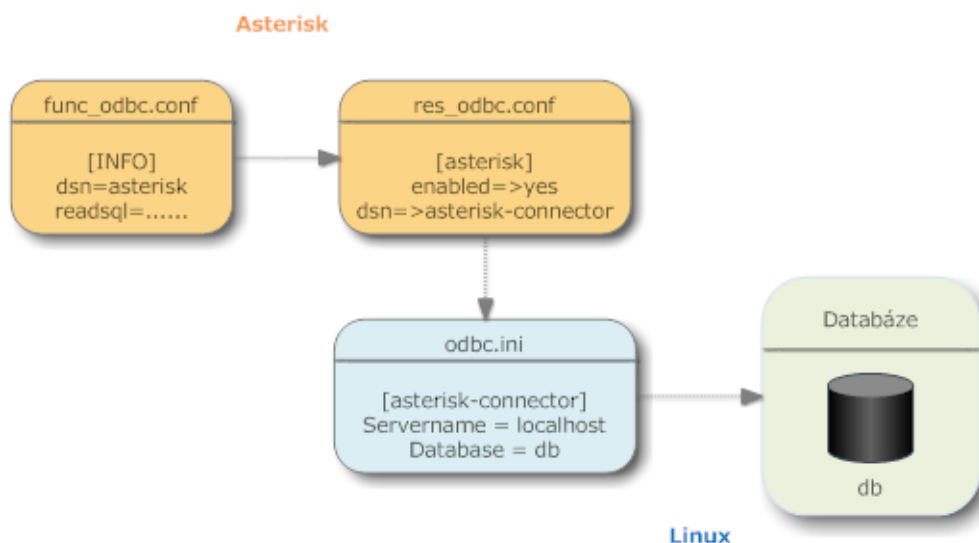 Asterisk
func_odbc.conf
[INFO]
dsn=asterisk
readsql=......
res_odbc.conf
[asterisk]
enabled=>yes
dsn=>asterisk-connector
odbc.ini
[asterisk-connector]
Servername = localhost
Database = db
Databáze
db
Linux